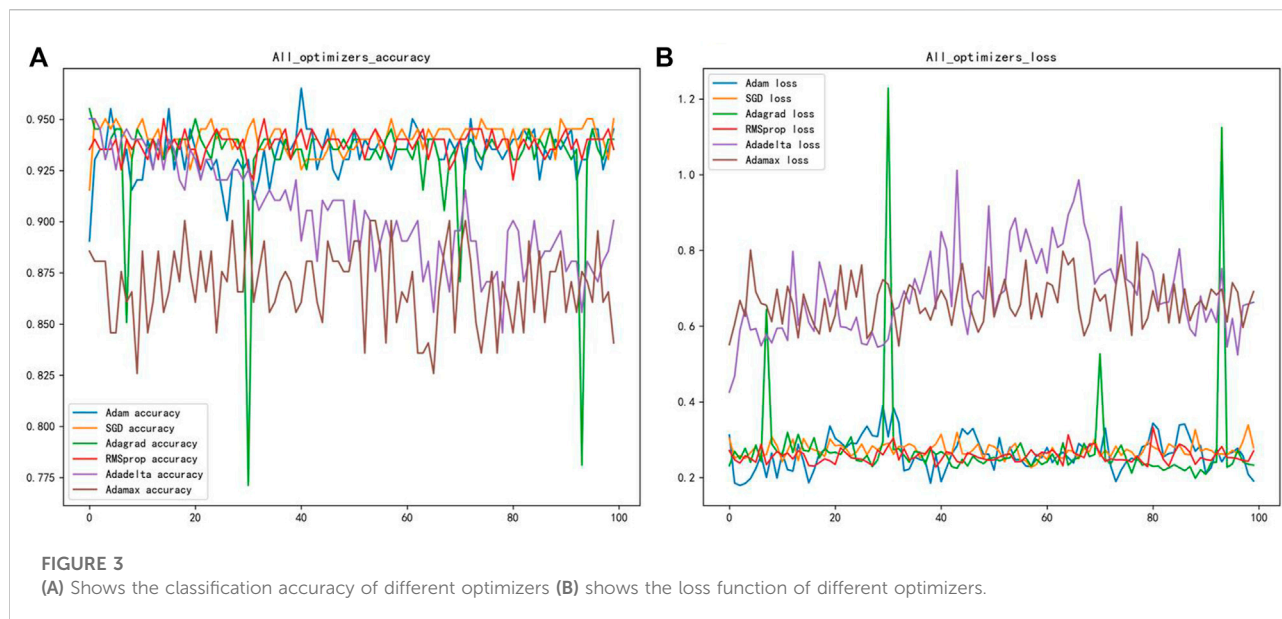 A
All_optimizers_accuracy
0.950
0.925
0.900
0.875
0.850
0.825
0.800
0.775
Adam accuracy
SGD accuracy
Adagrad accuracy
RMSprop accuracy
Adadelta accuracy
Adamax accuracy
0 20 40 60 80 100
B
All_optimizers_loss
1.2
1.0
0.8
0.6
0.4
0.2
Adam loss
SGD loss
Adagrad loss
RMSprop loss
Adadelta loss
Adamax loss
0 20 40 60 80 100
FIGURE 3
(A) Shows the classification accuracy of different optimizers (B) shows the loss function of different optimizers.